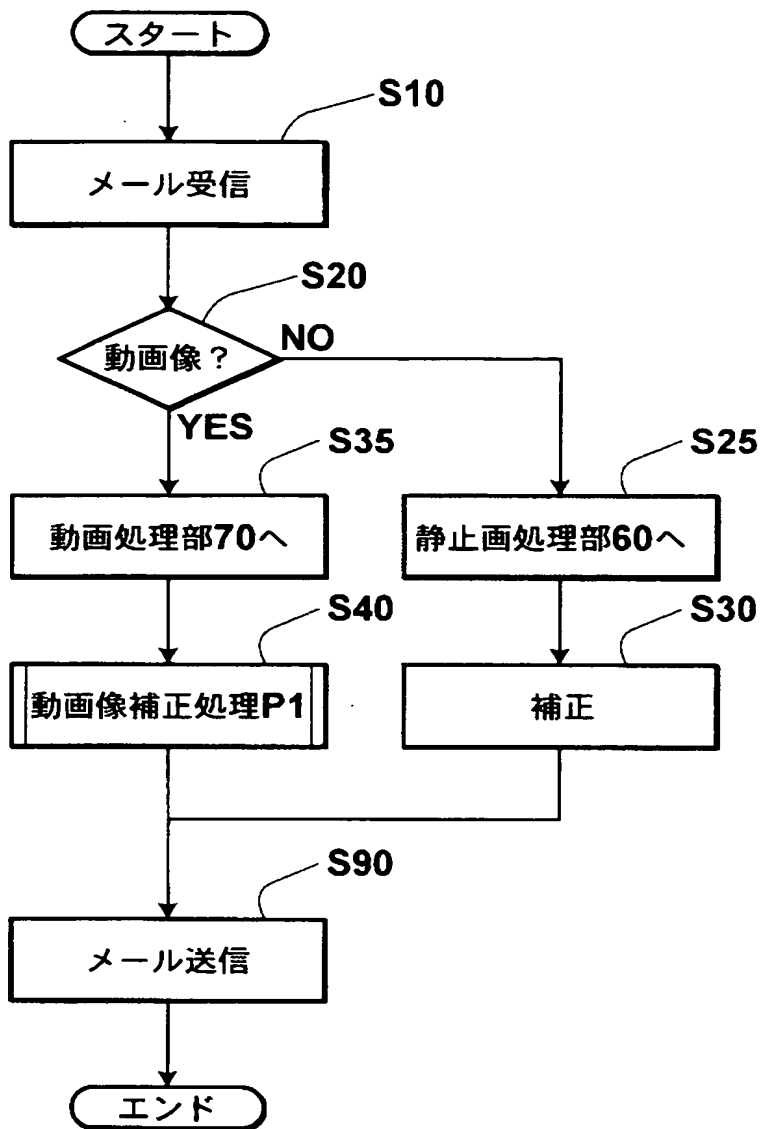 スタート
S10
メール受信
S20
動画像？
NO
YES
S35
S25
動画処理部70へ
静止画処理部60へ
S40
S30
動画像補正処理P1
補正
S90
メール送信
エンド